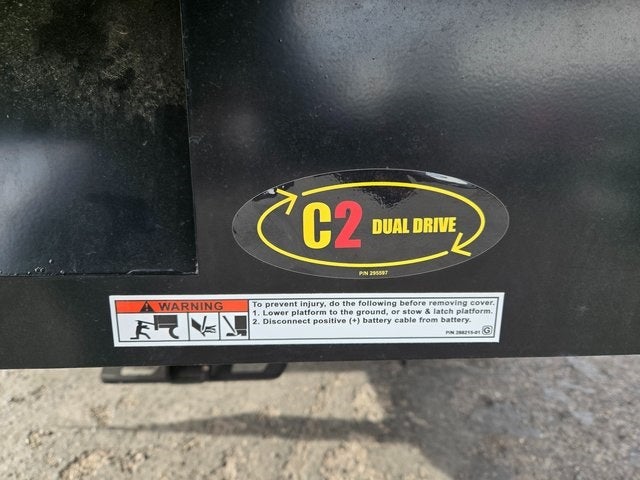 C2 DUAL DRIVE
P/N 295597
WARNING
To prevent injury, do the following before removing cover.
1. Lower platform to the ground, or stow & latch platform.
2. Disconnect positive (+) battery cable from battery.
P/N 288215-01 G